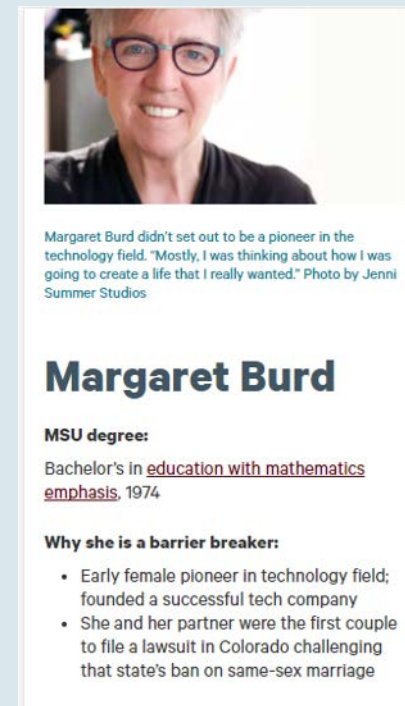 Margaret Burd didn't set out to be a pioneer in the
technology field. "Mostly, I was thinking about how I was
going to create a life that I really wanted." Photo by Jenni
Summer Studios
Margaret Burd
MSU degree:
Bachelor's in education with mathematics
emphasis, 1974
Why she is a barrier breaker:
• Early female pioneer in technology field;
founded a successful tech company
• She and her partner were the first couple
to file a lawsuit in Colorado challenging
that state's ban on same-sex marriage